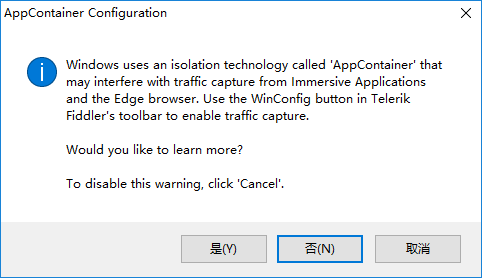 AppContainer Configuration
Windows uses an isolation technology called 'AppContainer' that
may interfere with traffic capture from Immersive Applications
and the Edge browser. Use the WinConfig button in Telerik
Fiddler's toolbar to enable traffic capture.
Would you like to learn more?
To disable this warning, click 'Cancel'.
是(Y)
否(N)
取消